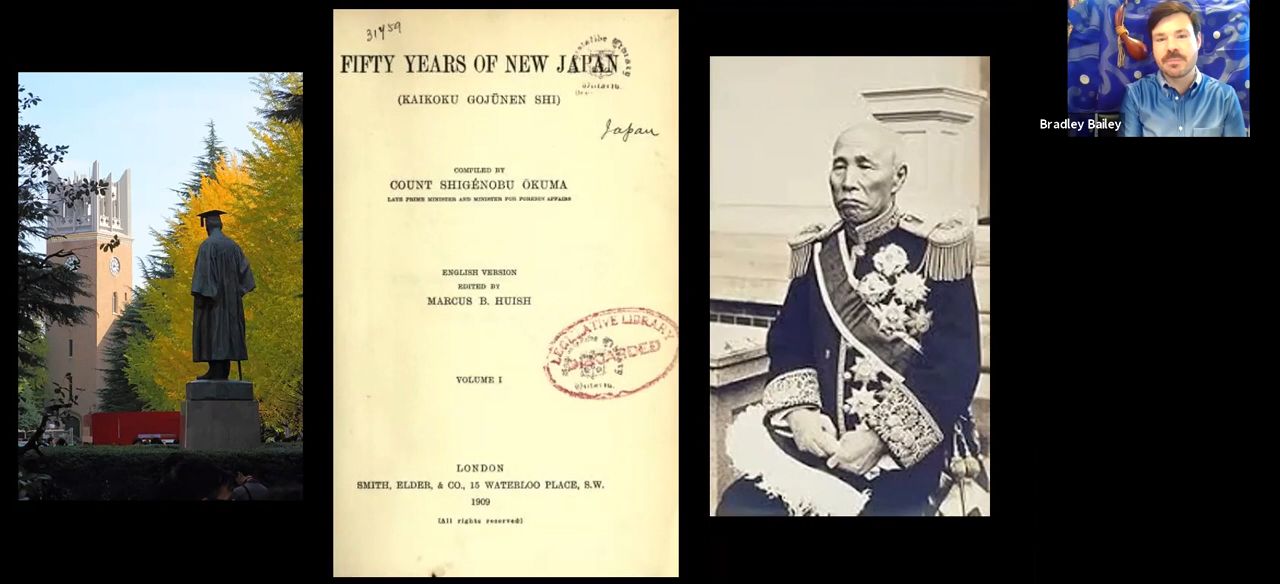 31459
FIFTY YEARS OF NEW JAPAN
(KAIKOKU GOJŪNEN SHI)
Japan
COMPILED BY
COUNT SHIGÉNOBU ŌKUMA
LATE PRIME MINISTER AND MINISTER FOR FOREIGN AFFAIRS
ENGLISH VERSION
EDITED BY
MARCUS B. HUISH
LEGISLATIVE LIBRARY
DISCARDED
VOLUME I
LONDON
SMITH, ELDER, & CO., 15 WATERLOO PLACE, S.W.
1909
[All rights reserved]
Bradley Bailey